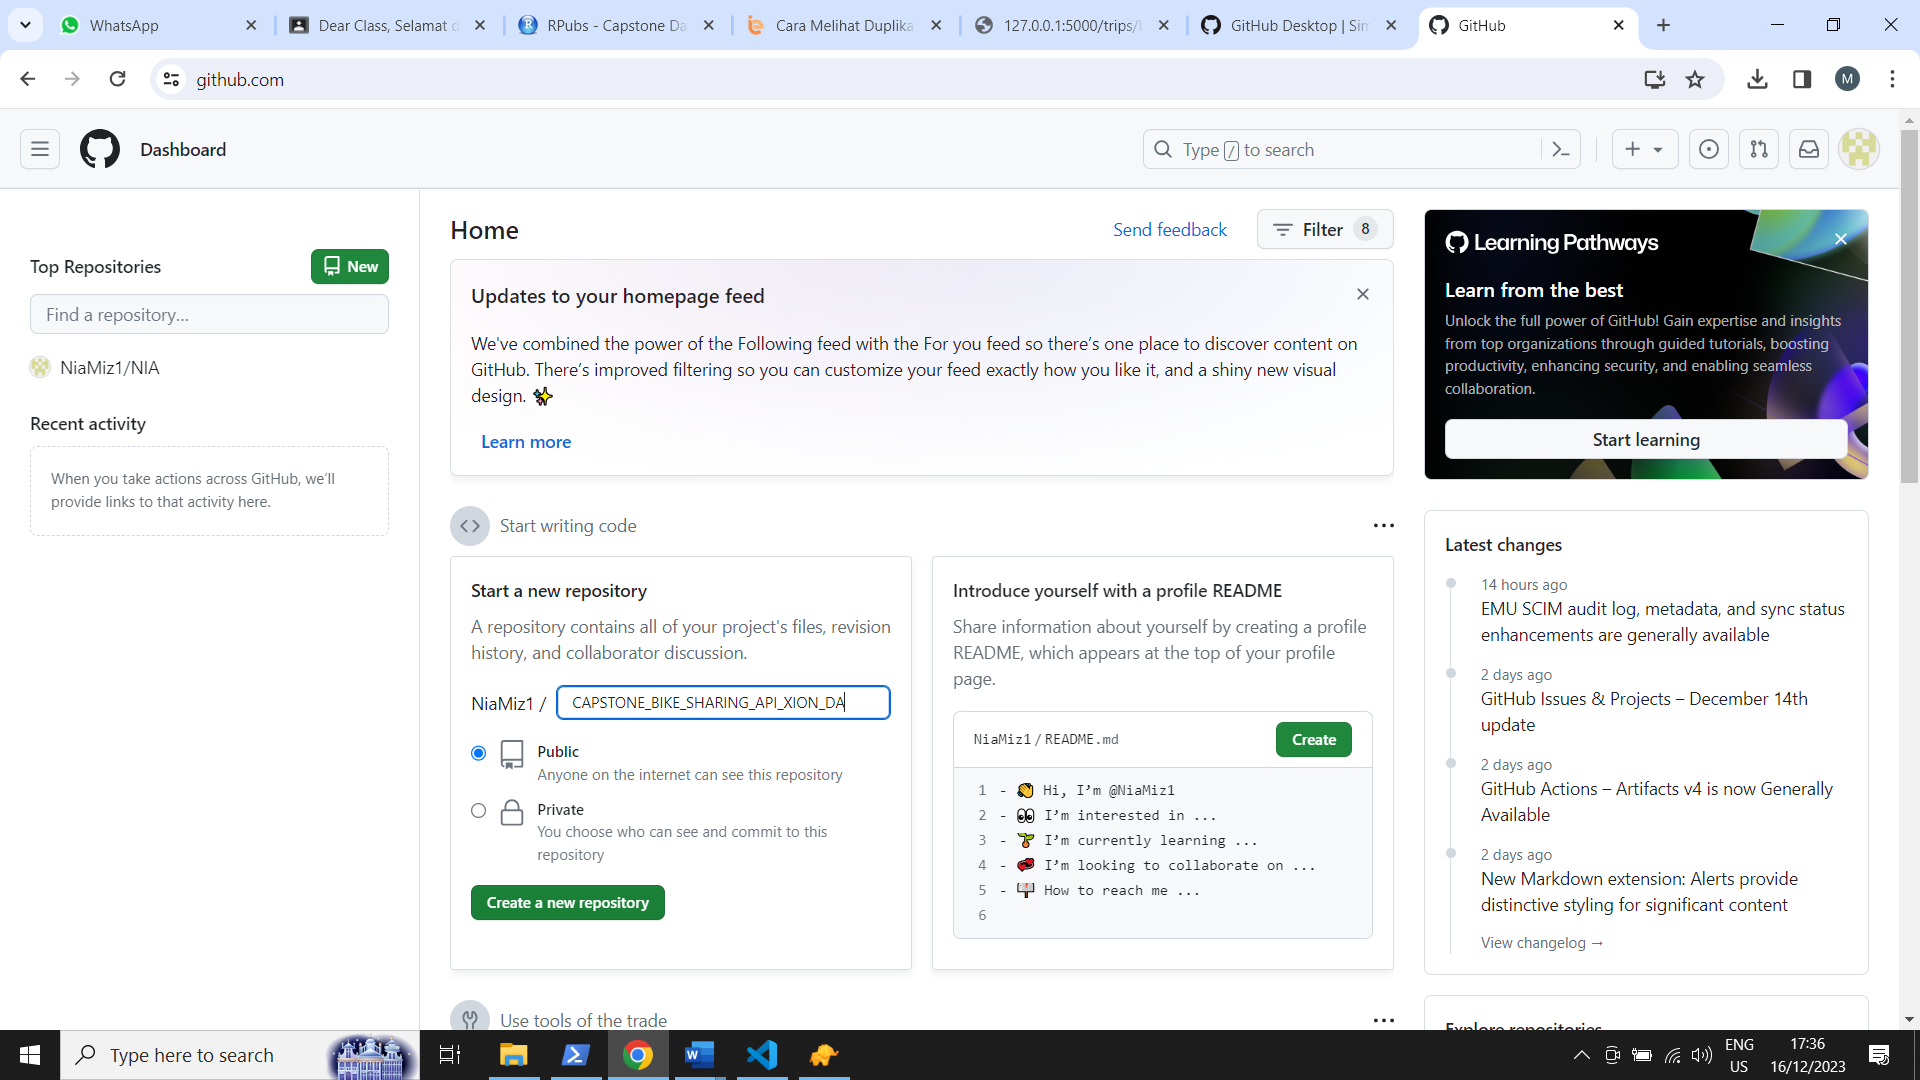 WhatsApp
Dear Class, Selamat d
RPubs - Capstone Da
Cara Melihat Duplika
127.0.0.1:5000/trips/b
GitHub Desktop | Sim
GitHub
github.com
M
Dashboard
Type / to search
Top Repositories
New
Find a repository...
NiaMiz1/NIA
Recent activity
When you take actions across GitHub, we'll
provide links to that activity here.
Home
Send feedback
Filter 8
Updates to your homepage feed
We've combined the power of the Following feed with the For you feed so there's one place to discover content on
GitHub. There's improved filtering so you can customize your feed exactly how you like it, and a shiny new visual
design. ✨
Learn more
Start writing code
Start a new repository
A repository contains all of your project's files, revision
history, and collaborator discussion.
NiaMiz1 / CAPSTONE_BIKE_SHARING_API_XION_DA
Public
Anyone on the internet can see this repository
Private
You choose who can see and commit to this
repository
Create a new repository
Introduce yourself with a profile README
Share information about yourself by creating a profile
README, which appears at the top of your profile
page.
NiaMiz1 / README.md
Create
1 - 👋 Hi, I'm @NiaMiz1
2 - 👀 I'm interested in ...
3 - 🌱 I'm currently learning ...
4 - 💞️ I'm looking to collaborate on ...
5 - 📫 How to reach me ...
6
Use tools of the trade
Learning Pathways
Learn from the best
Unlock the full power of GitHub! Gain expertise and insights
from top organizations through guided tutorials, boosting
productivity, enhancing security, and enabling seamless
collaboration.
Start learning
Latest changes
14 hours ago
EMU SCIM audit log, metadata, and sync status
enhancements are generally available
2 days ago
GitHub Issues & Projects – December 14th
update
2 days ago
GitHub Actions – Artifacts v4 is now Generally
Available
2 days ago
New Markdown extension: Alerts provide
distinctive styling for significant content
View changelog →
Explore repositories
Type here to search
ENG
US
17:36
16/12/2023